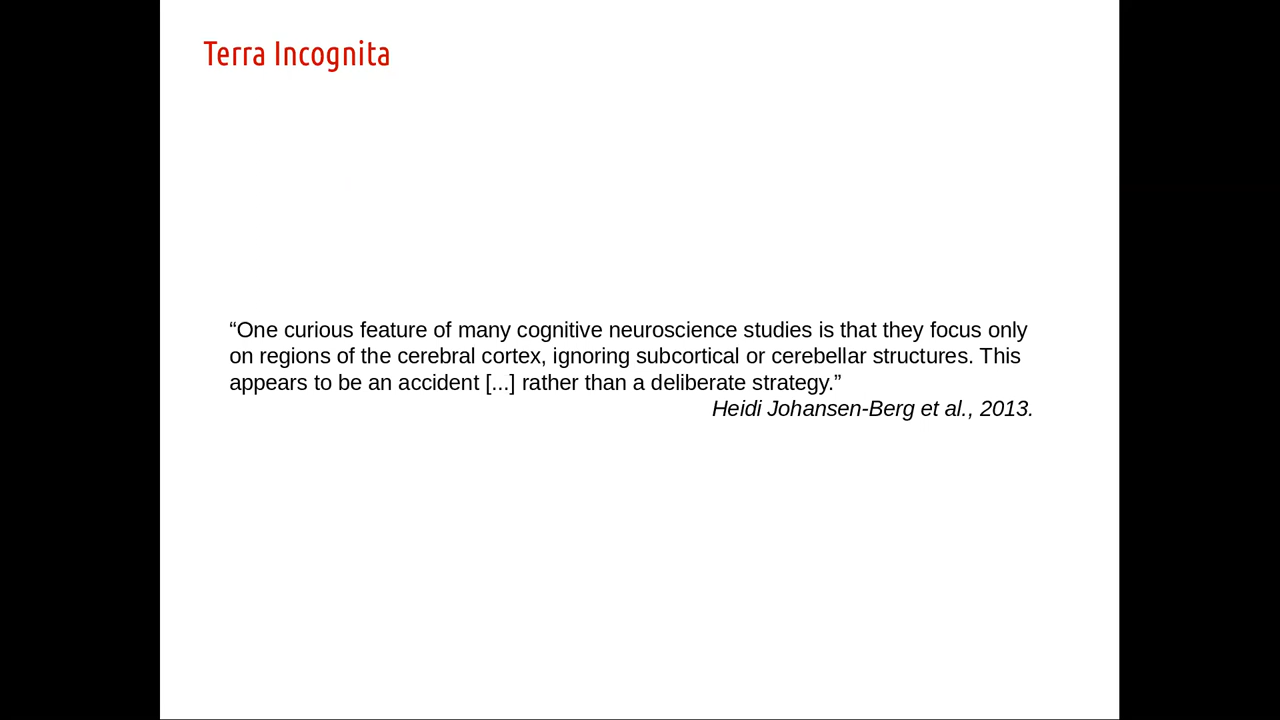 Terra Incognita
“One curious feature of many cognitive neuroscience studies is that they focus only
on regions of the cerebral cortex, ignoring subcortical or cerebellar structures. This
appears to be an accident [...] rather than a deliberate strategy.”
Heidi Johansen-Berg et al., 2013.